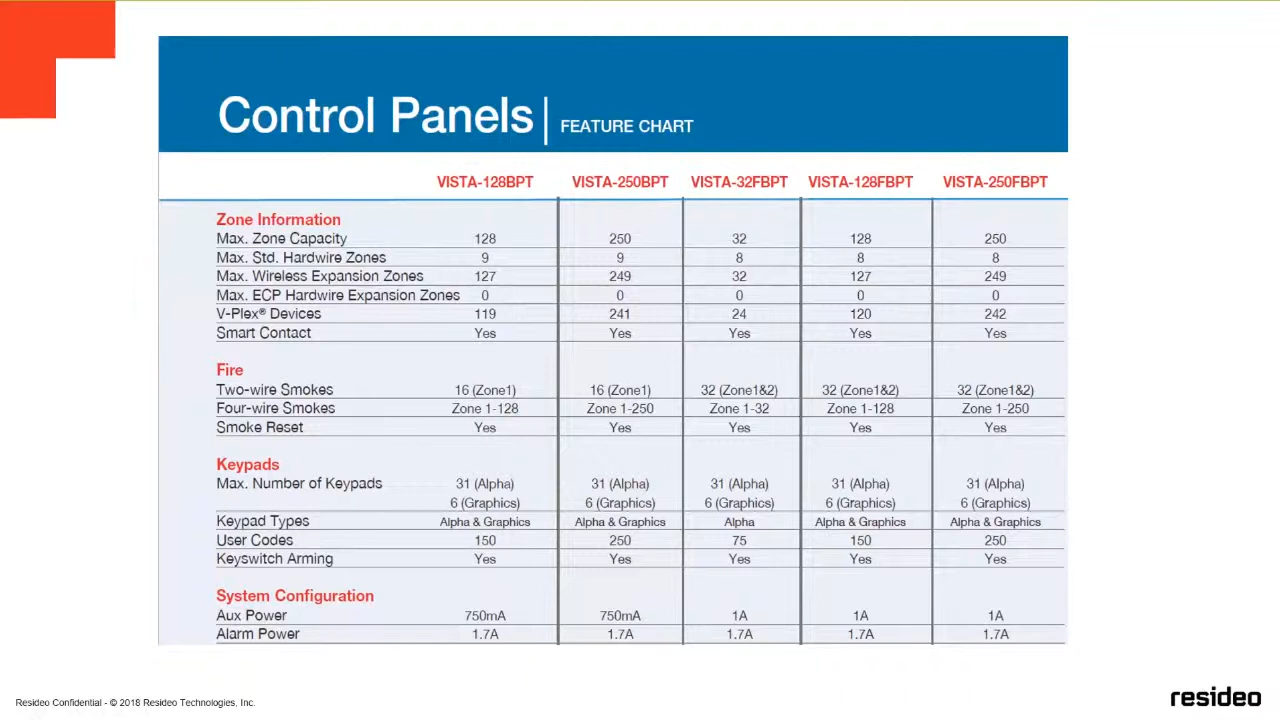 Control Panels | FEATURE CHART
VISTA-128BPT VISTA-250BPT VISTA-32FBPT VISTA-128FBPT VISTA-250FBPT
Zone Information
Max. Zone Capacity 128 250 32 128 250
Max. Std. Hardwire Zones 9 9 8 8 8
Max. Wireless Expansion Zones 127 249 32 127 249
Max. ECP Hardwire Expansion Zones 0 0 0 0 0
V-Plex® Devices 119 241 24 120 242
Smart Contact Yes Yes Yes Yes Yes
Fire
Two-wire Smokes 16 (Zone1) 16 (Zone1) 32 (Zone1&2) 32 (Zone1&2) 32 (Zone1&2)
Four-wire Smokes Zone 1-128 Zone 1-250 Zone 1-32 Zone 1-128 Zone 1-250
Smoke Reset Yes Yes Yes Yes Yes
Keypads
Max. Number of Keypads 31 (Alpha) 31 (Alpha) 31 (Alpha) 31 (Alpha) 31 (Alpha)
6 (Graphics) 6 (Graphics) 6 (Graphics) 6 (Graphics) 6 (Graphics)
Keypad Types Alpha & Graphics Alpha & Graphics Alpha Alpha & Graphics Alpha & Graphics
User Codes 150 250 75 150 250
Keyswitch Arming Yes Yes Yes Yes Yes
System Configuration
Aux Power 750mA 750mA 1A 1A 1A
Alarm Power 1.7A 1.7A 1.7A 1.7A 1.7A
Resideo Confidential - © 2018 Resideo Technologies, Inc.
resideo